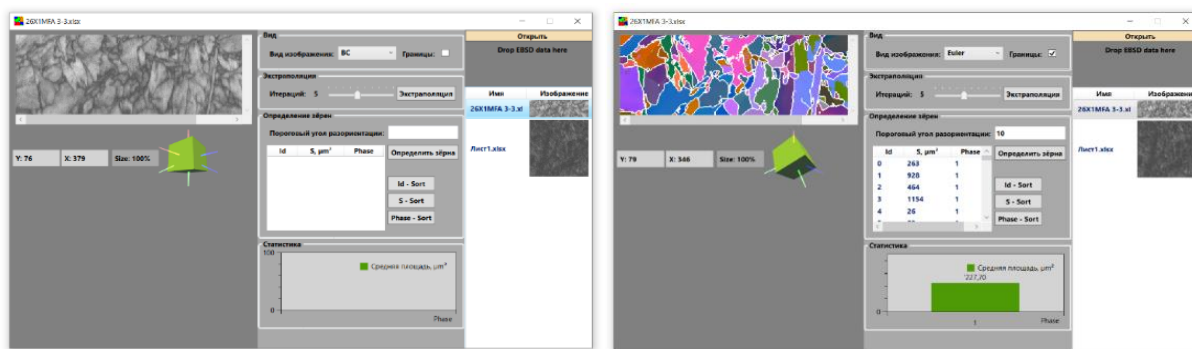 26X1MFA 3-3.xlsx
Вид
Вид изображения: BC Границы:
Экстраполяция
Итераций: 5 Экстраполяция
Определение зёрен
Пороговый угол разориентации:
Id S, µm² Phase
Определить зёрна
Id - Sort
S - Sort
Phase - Sort
Y: 76 X: 379 Size: 100%
Статистика
100
Средняя площадь, µm²
0
Phase
Открыть
Drop EBSD data here
Имя Изображение
26X1MFA 3-3.xl
Лист1.xlsx
26X1MFA 3-3.xlsx
Вид
Вид изображения: Euler Границы:
Экстраполяция
Итераций: 5 Экстраполяция
Определение зёрен
Пороговый угол разориентации: 10
Id S, µm² Phase
0 263 1
1 928 1
2 464 1
3 1154 1
4 26 1
Определить зёрна
Id - Sort
S - Sort
Phase - Sort
Y: 79 X: 346 Size: 100%
Статистика
Средняя площадь, µm²
227,70
0
1 Phase
Открыть
Drop EBSD data here
Имя Изображение
26X1MFA 3-3.xl
Лист1.xlsx